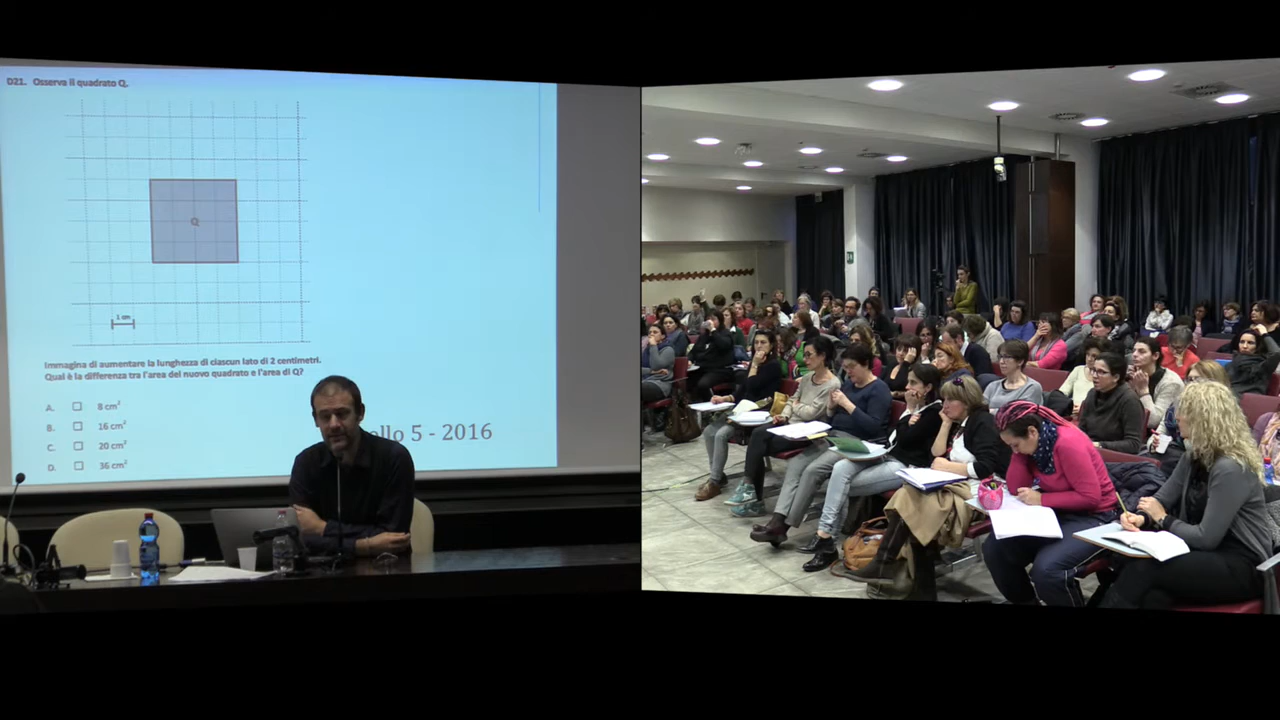 D21. Osserva il quadrato Q.
Q
1 cm
Immagina di aumentare la lunghezza di ciascun lato di 2 centimetri.
Qual è la differenza tra l'area del nuovo quadrato e l'area di Q?
A. 8 cm²
B. 16 cm²
C. 20 cm²
D. 36 cm²
5 - 2016